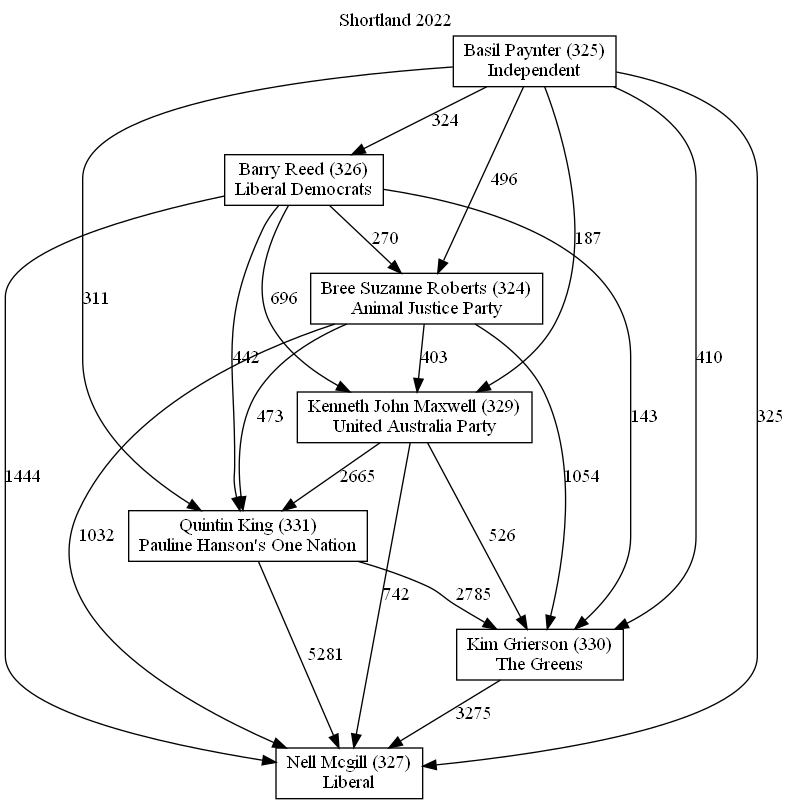 Shortland 2022
Basil Paynter (325)
Independent
324
Barry Reed (326)
Liberal Democrats
496
270
187
311
696
Bree Suzanne Roberts (324)
Animal Justice Party
442
403
410
473
Kenneth John Maxwell (329)
United Australia Party
143
325
1444
2665
1054
1032
Quintin King (331)
Pauline Hanson's One Nation
526
742
2785
5281
Kim Grierson (330)
The Greens
3275
Nell Mcgill (327)
Liberal